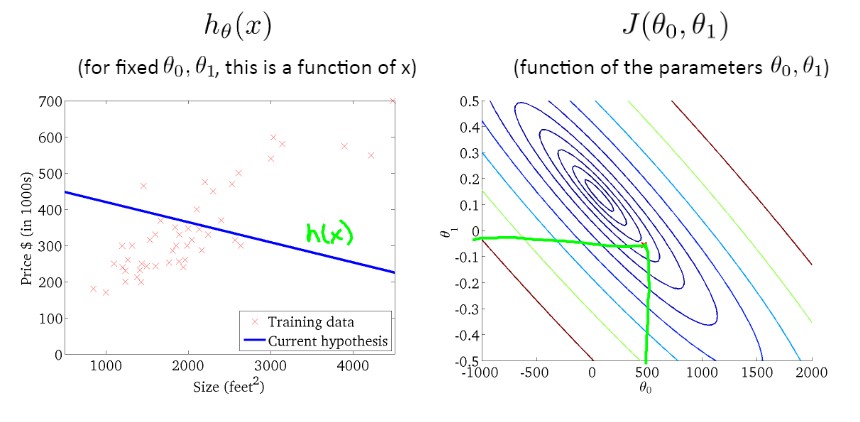 h_θ(x)
(for fixed θ₀, θ₁, this is a function of x)
700
600
500
400
300
200
100
0
1000
2000
3000
4000
Price $ (in 1000s)
Size (feet²)
h(x)
Training data
Current hypothesis
J(θ₀, θ₁)
(function of the parameters θ₀, θ₁)
0.5
0.4
0.3
0.2
0.1
0
-0.1
-0.2
-0.3
-0.4
-0.5
-1000
-500
0
500
1000
1500
2000
θ₁
θ₀